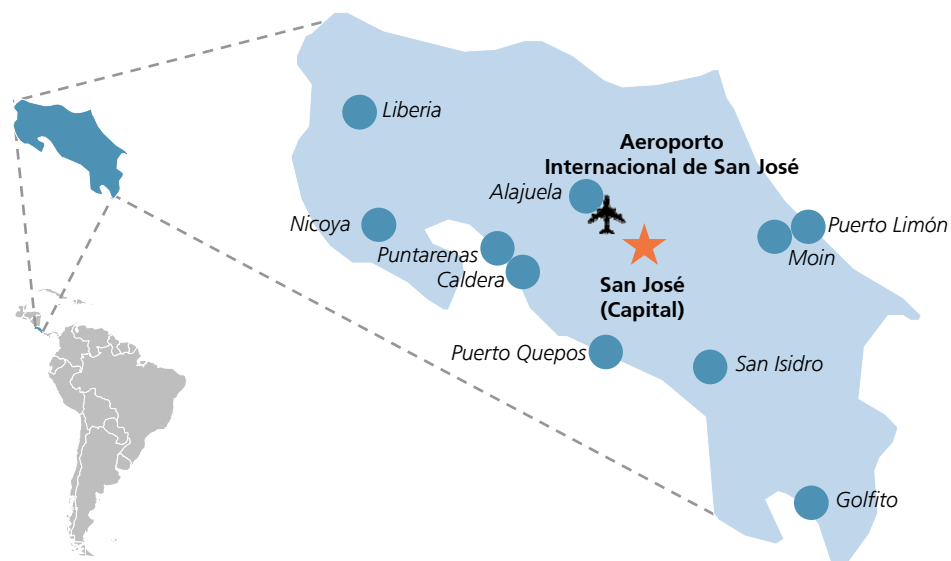 Liberia
Aeroporto
Internacional de San José
Alajuela
Nicoya
Puerto Limón
Puntarenas
Moin
Caldera
San José
(Capital)
Puerto Quepos
San Isidro
Golfito